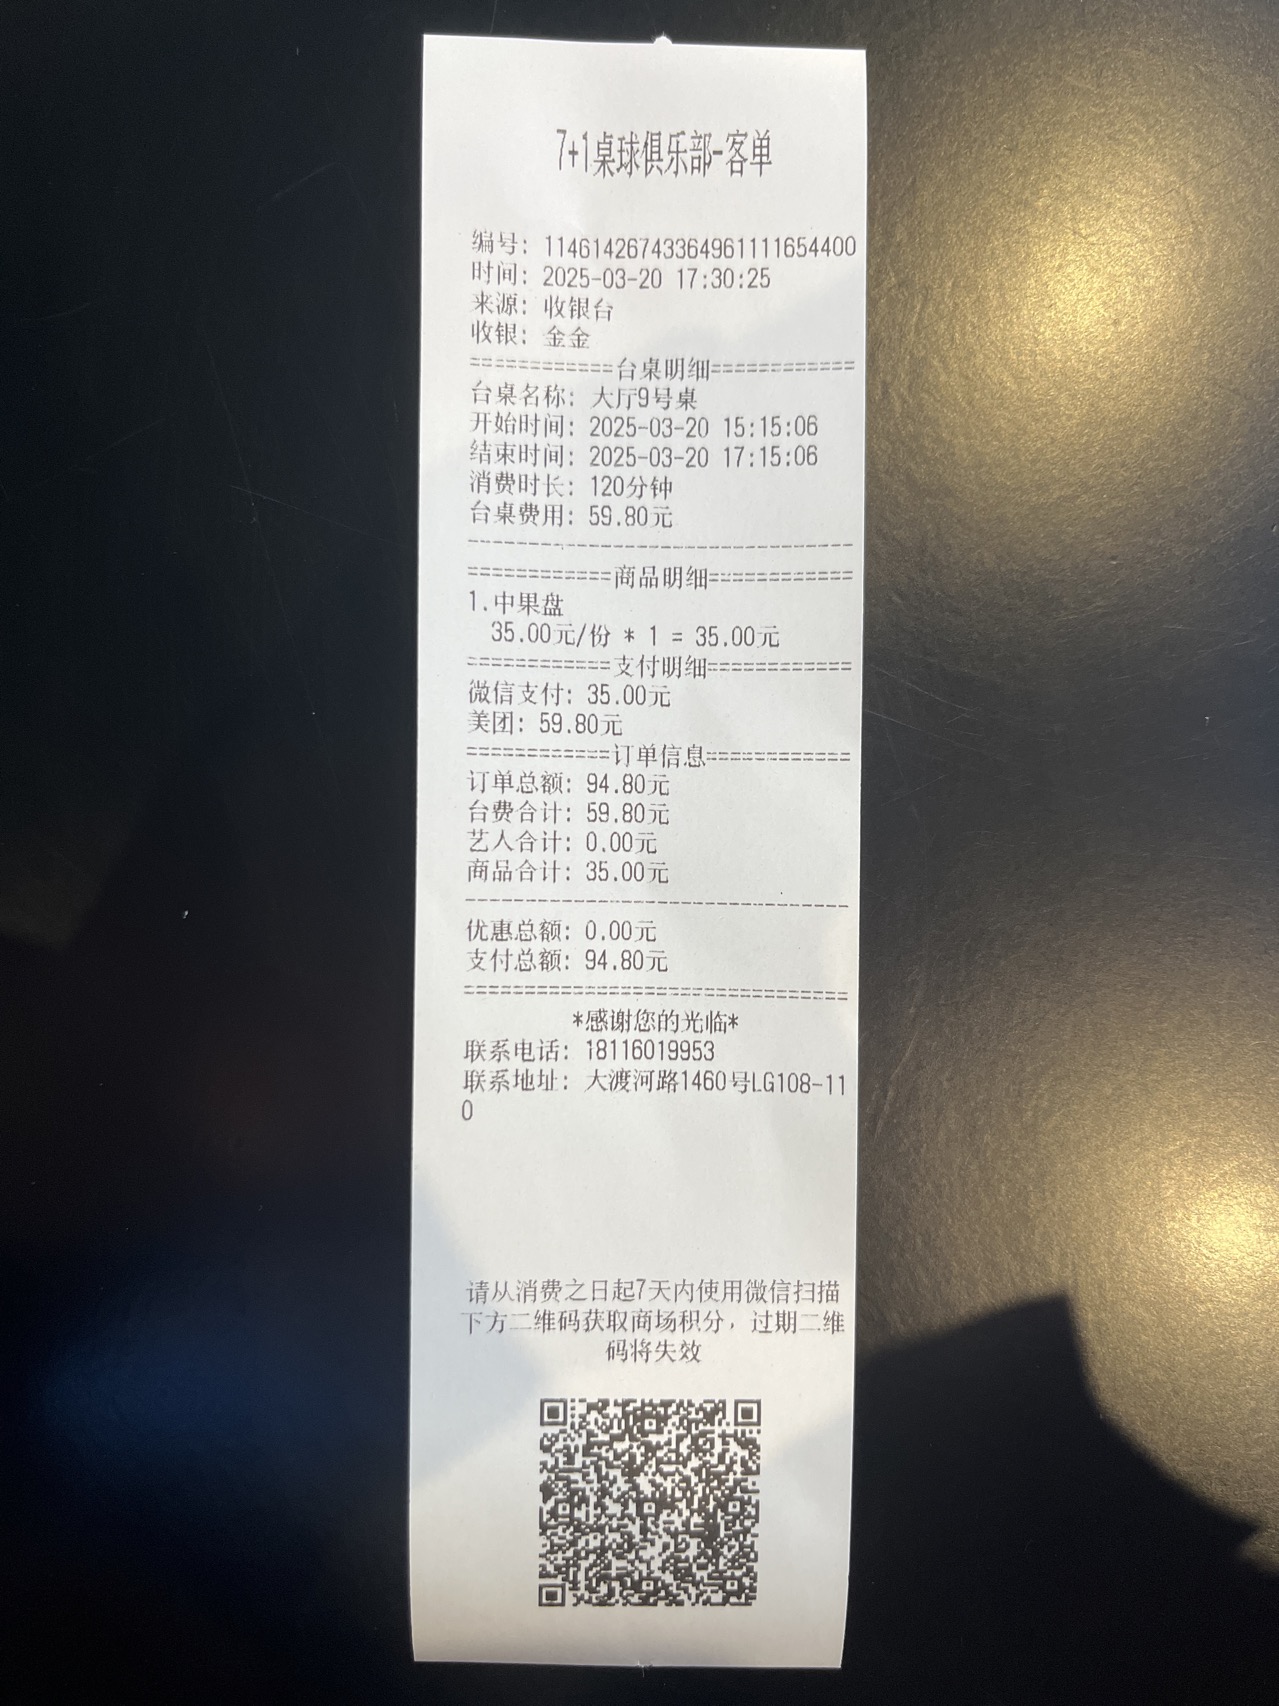 7+1桌球俱乐部-客单
编号: 11461426743364961111654400
时间: 2025-03-20 17:30:25
来源: 收银台
收银: 金金
============台桌明细============
台桌名称: 大厅9号桌
开始时间: 2025-03-20 15:15:06
结束时间: 2025-03-20 17:15:06
消费时长: 120分钟
台桌费用: 59.80元
--------------------------------
============商品明细============
1.中果盘
35.00元/份 * 1 = 35.00元
============支付明细============
微信支付: 35.00元
美团: 59.80元
============订单信息============
订单总额: 94.80元
台费合计: 59.80元
艺人合计: 0.00元
商品合计: 35.00元
--------------------------------
优惠总额: 0.00元
支付总额: 94.80元
================================
*感谢您的光临*
联系电话: 18116019953
联系地址: 大渡河路1460号LG108-11
0
请从消费之日起7天内使用微信扫描
下方二维码获取商场积分，过期二维
码将失效